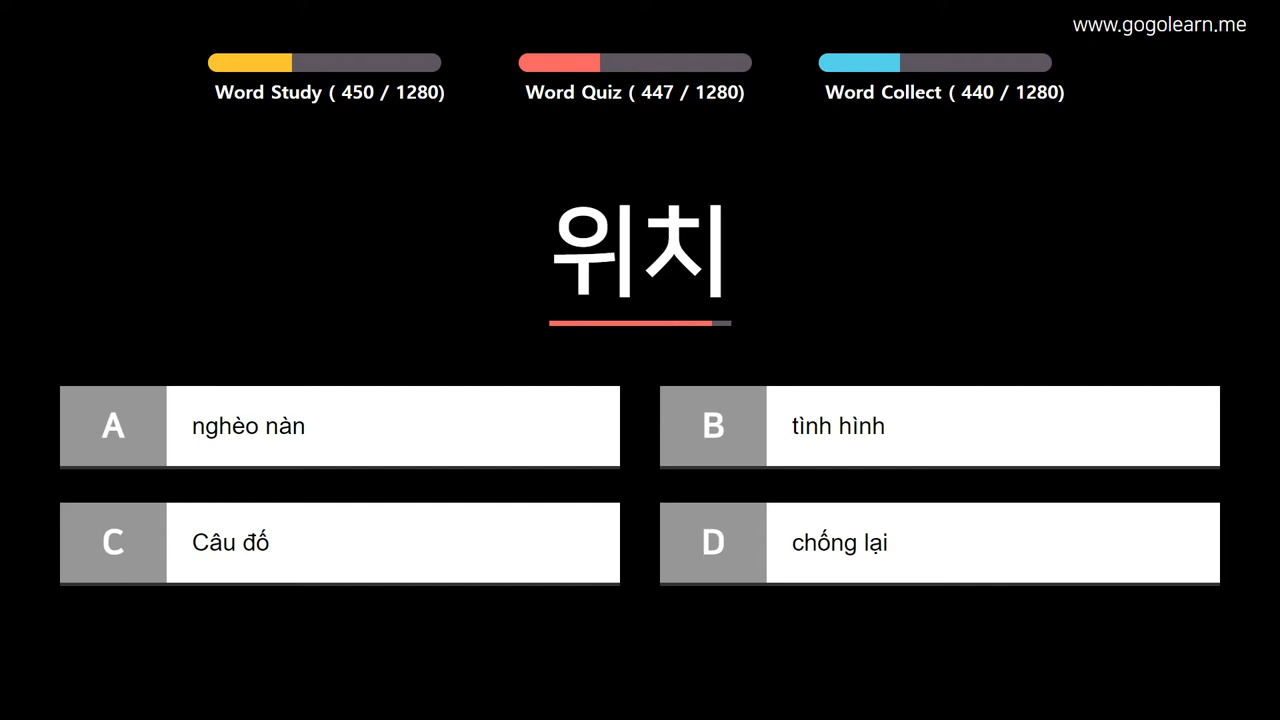 www.gogolearn.me
Word Study ( 450 / 1280)
Word Quiz ( 447 / 1280)
Word Collect ( 440 / 1280)
위치
A nghèo nàn
B tình hình
C Câu đố
D chống lại